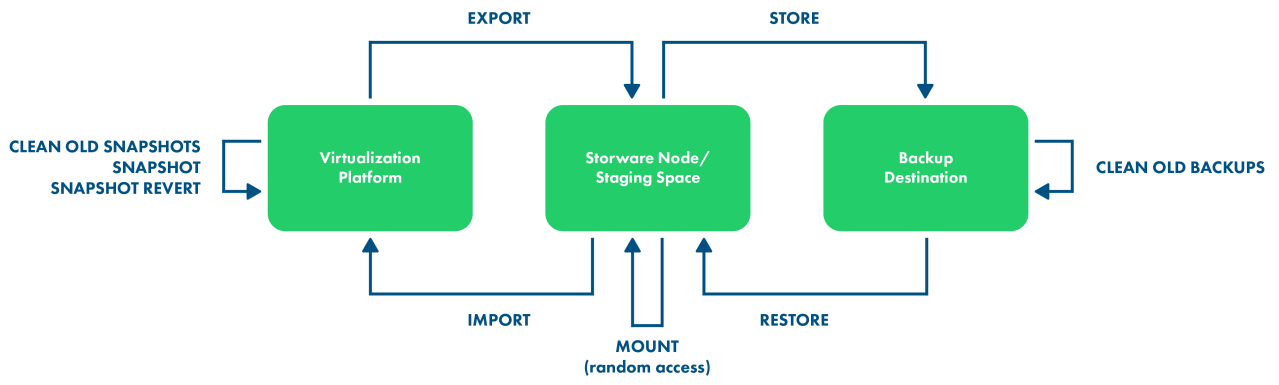 EXPORT
STORE
CLEAN OLD SNAPSHOTS
SNAPSHOT
SNAPSHOT REVERT
Virtualization
Platform
Storware Node/
Staging Space
Backup
Destination
CLEAN OLD BACKUPS
IMPORT
RESTORE
MOUNT
(random access)